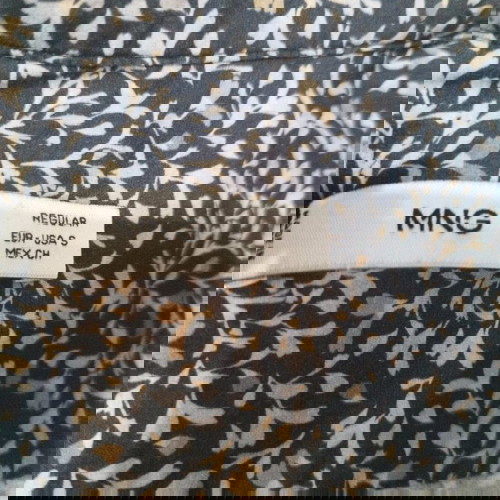 REGULAR
EUR.S USA.S
MEX.CH
MNG